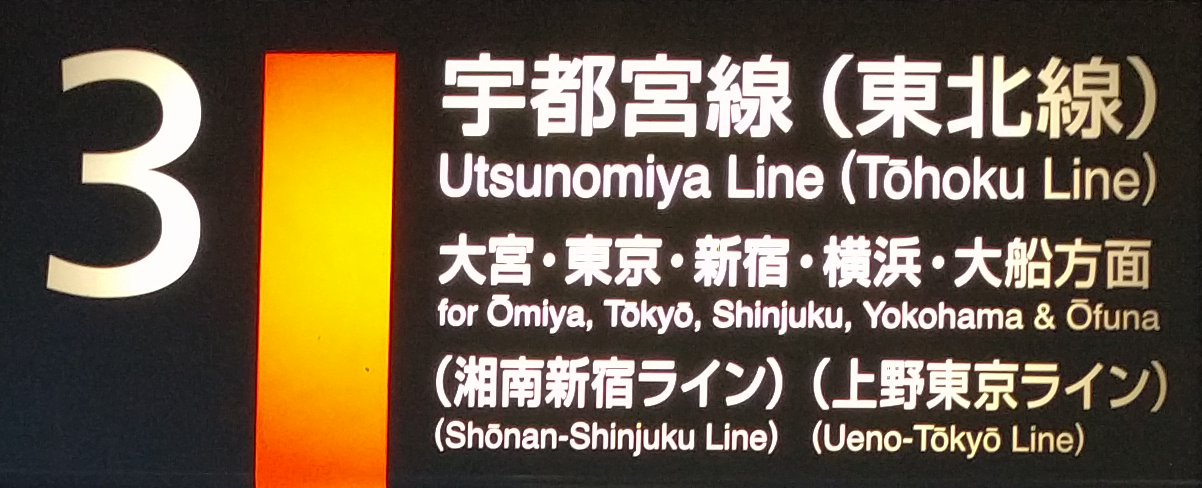 3
宇都宮線（東北線）
Utsunomiya Line (Tōhoku Line)
大宮・東京・新宿・横浜・大船方面
for Ōmiya, Tōkyō, Shinjuku, Yokohama & Ōfuna
（湘南新宿ライン）（上野東京ライン）
(Shōnan-Shinjuku Line) (Ueno-Tōkyō Line)